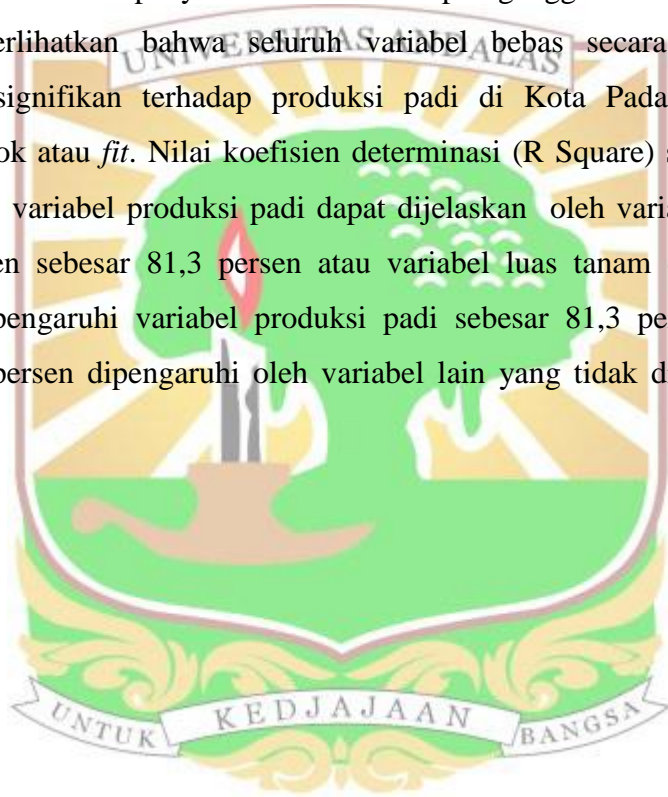 erlihatkan bahwa seluruh variabel bebas secara
UNIVERSITAS ANDALAS
signifikan terhadap produksi padi di Kota Pada
ok atau fit. Nilai koefisien determinasi (R Square) s
variabel produksi padi dapat dijelaskan oleh varia
en sebesar 81,3 persen atau variabel luas tanam
pengaruhi variabel produksi padi sebesar 81,3 pe
persen dipengaruhi oleh variabel lain yang tidak di
UNTUK KEDJAJAAN BANGSA